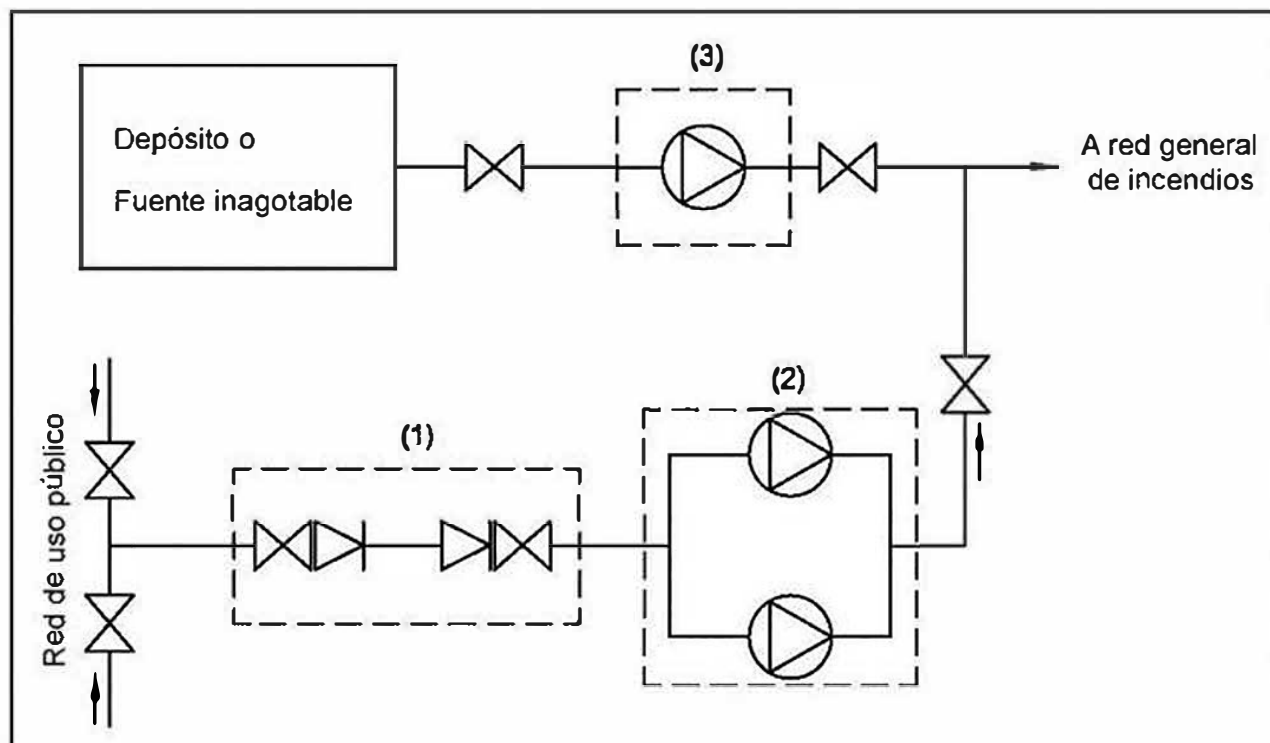 (3)
Depósito o
Fuente inagotable
A red general
de incendios
(2)
(1)
Red de uso público